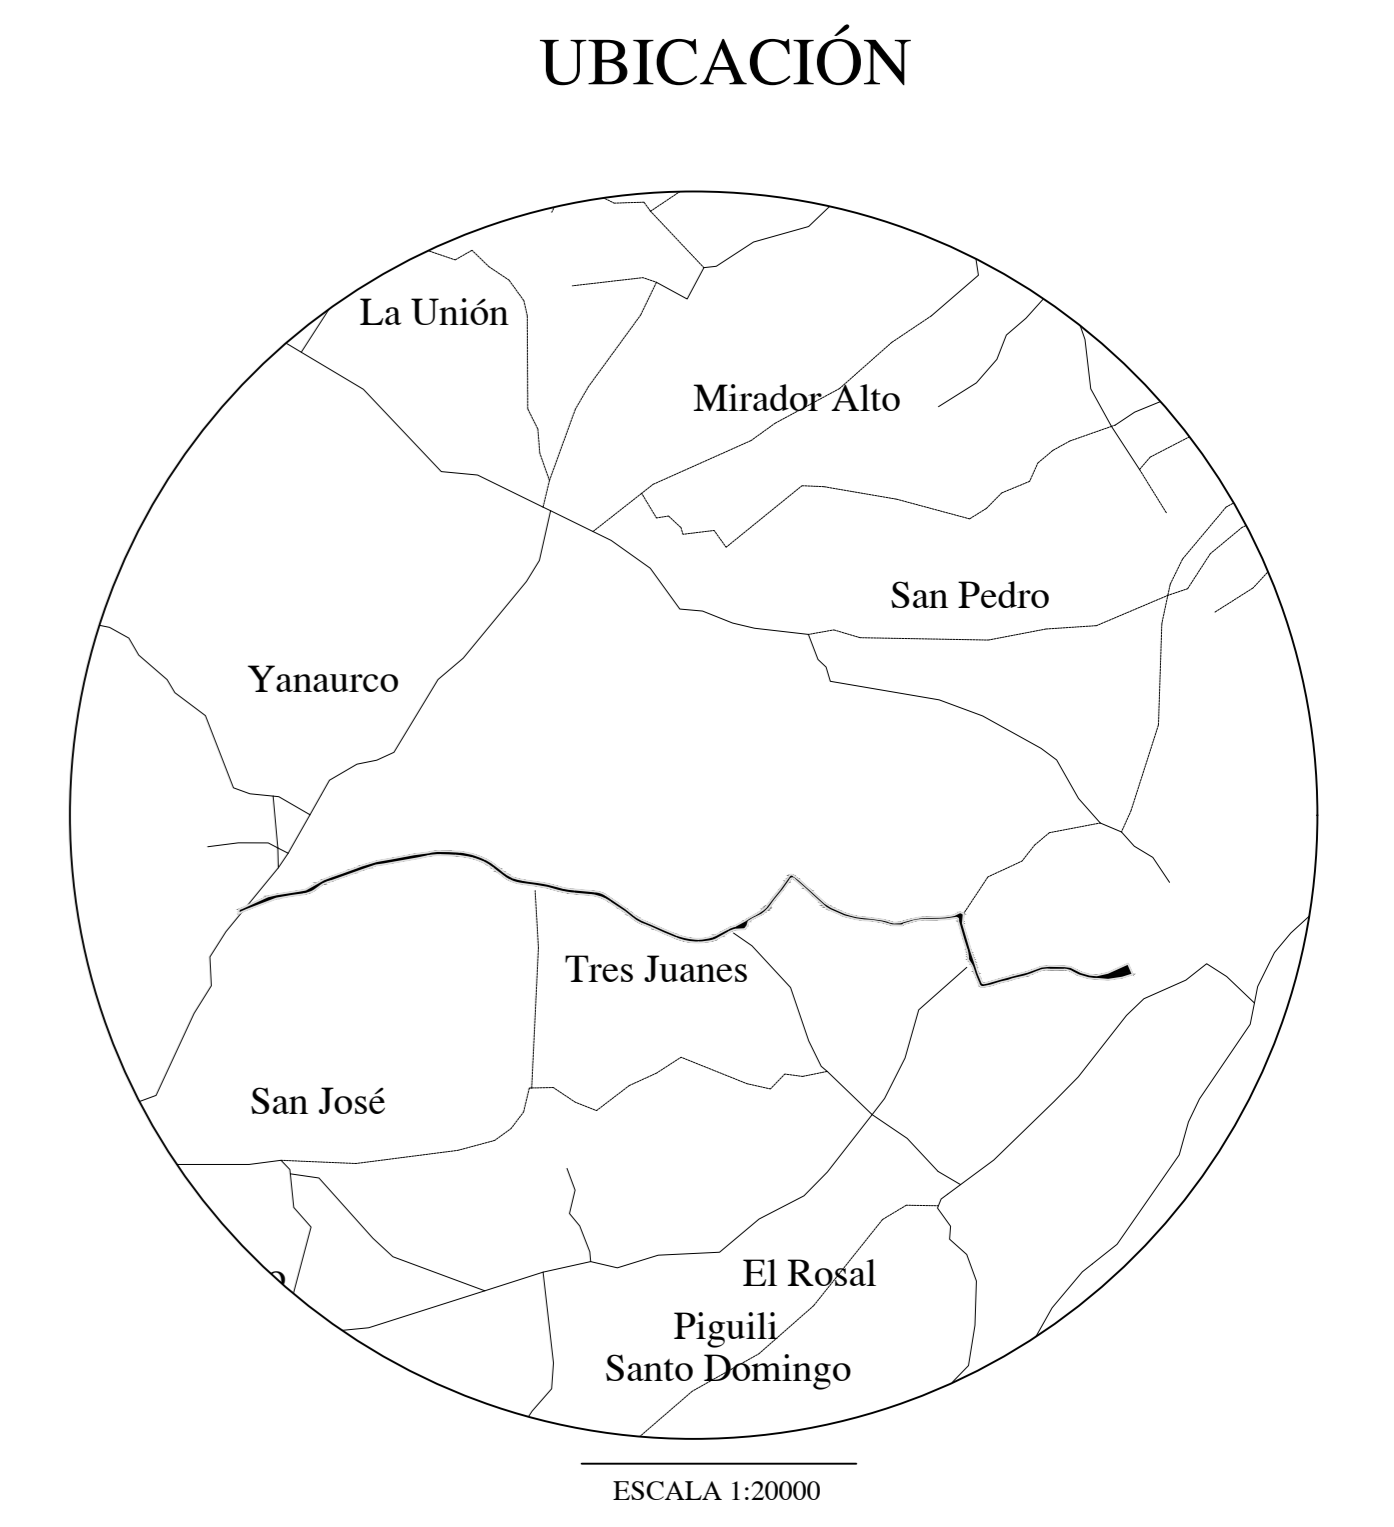 UBICACIÓN
La Unión
Mirador Alto
San Pedro
Yanaurco
Tres Juanes
San José
El Rosal
Piguili
Santo Domingo
ESCALA 1:20000